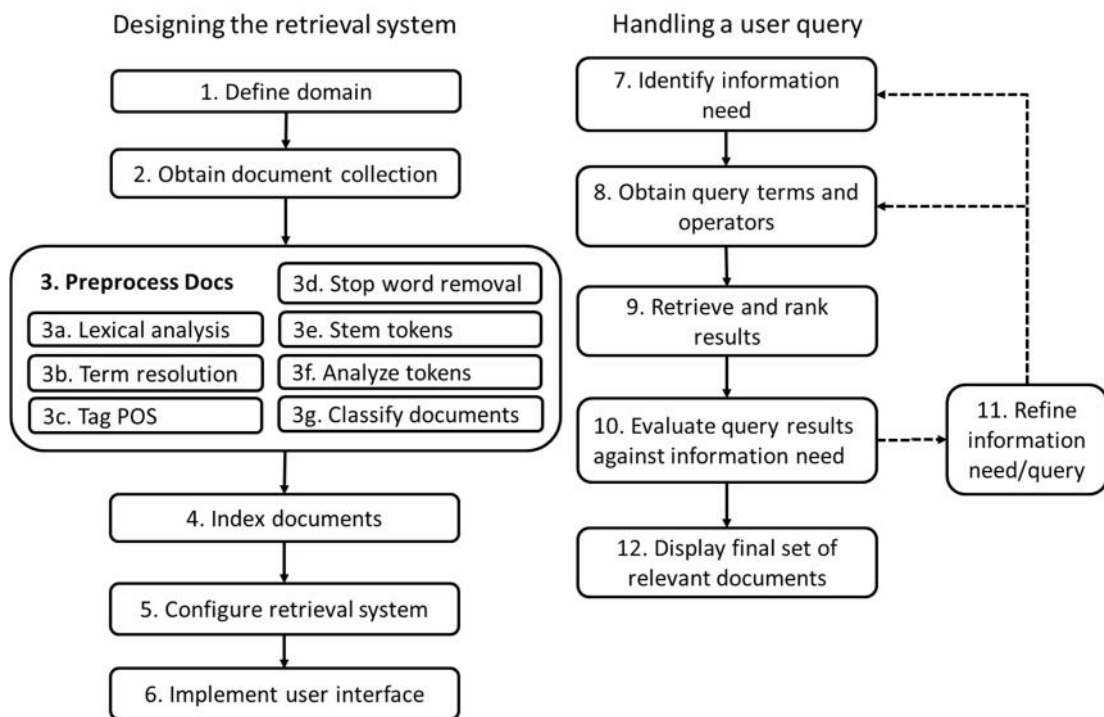 Designing the retrieval system
1. Define domain
2. Obtain document collection
3. Preprocess Docs
3a. Lexical analysis
3b. Term resolution
3c. Tag POS
3d. Stop word removal
3e. Stem tokens
3f. Analyze tokens
3g. Classify documents
4. Index documents
5. Configure retrieval system
6. Implement user interface
Handling a user query
7. Identify information
need
8. Obtain query terms and
operators
9. Retrieve and rank
results
10. Evaluate query results
against information need
11. Refine
information
need/query
12. Display final set of
relevant documents